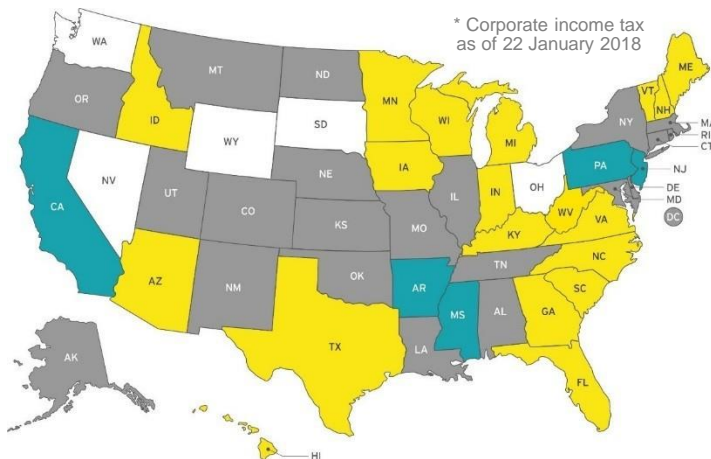 * Corporate income tax
as of 22 January 2018
WA
MT
ND
MN
ME
VT
NH
OR
ID
SD
WI
MI
NY
RI
CT
WY
IA
PA
NJ
NV
NE
IL
IN
OH
DE
MD
DC
CA
UT
CO
KS
MO
KY
WV
VA
AZ
NM
OK
AR
TN
NC
SC
MS
AL
GA
TX
LA
FL
AK
HI